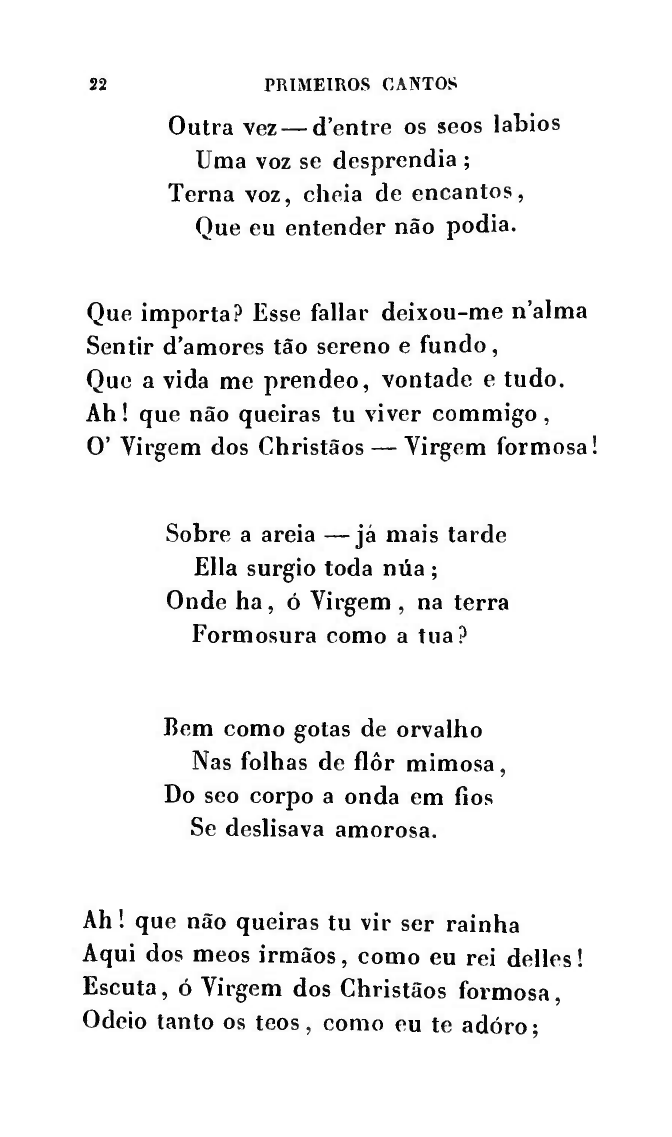 22 PRIMEIROS CANTOS
Outra vez — d'entre os seos labios
Uma voz se desprendia ;
Terna voz, cheia de encantos,
Que eu entender não podia.
Que importa? Esse fallar deixou-me n'alma
Sentir d'amores tão sereno e fundo,
Que a vida me prendeo, vontade e tudo.
Ah! que não queiras tu viver commigo,
O' Virgem dos Christãos — Virgem formosa!
Sobre a areia — já mais tarde
Ella surgio toda núa ;
Onde ha, ó Virgem, na terra
Formosura como a tua?
Bem como gotas de orvalho
Nas folhas de flôr mimosa,
Do seo corpo a onda em fios
Se deslisava amorosa.
Ah! que não queiras tu vir ser rainha
Aqui dos meos irmãos, como eu rei delles!
Escuta, ó Virgem dos Christãos formosa,
Odeio tanto os teos, como eu te adóro;